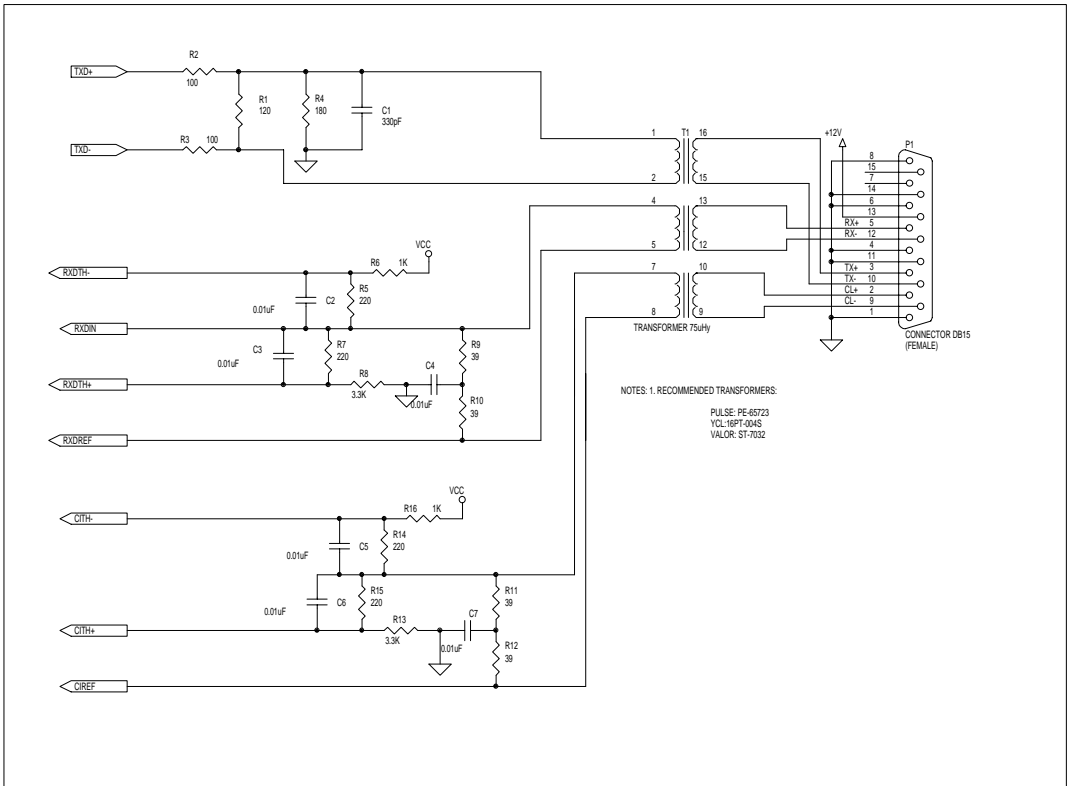 R2
TXD+
100
R1
120
R4
180
C1
330pF
R3 100
TXD-
1 T1 16
2 15
4 13
5 12
7 10
8 9
TRANSFORMER 75uHy
+12V
P1
8
15
7
14
6
13
RX+ 5
RX- 12
4
11
TX+ 3
TX- 10
CL+ 2
CL- 9
1
CONNECTOR DB15
(FEMALE)
VCC
R6 1K
RXDTH-
R5
220
C2
0.01uF
RXDIN
R7
220
C3
0.01uF
R9
39
R8
3.3K
C4
0.01uF
RXDTH+
R10
39
RXDREF
NOTES: 1. RECOMMENDED TRANSFORMERS:
PULSE: PE-65723
YCL:16PT-004S
VALOR: ST-7032
VCC
R16 1K
CITH-
R14
220
C5
0.01uF
R15
220
C6
0.01uF
R11
39
R13
3.3K
C7
0.01uF
CITH+
R12
39
CIREF